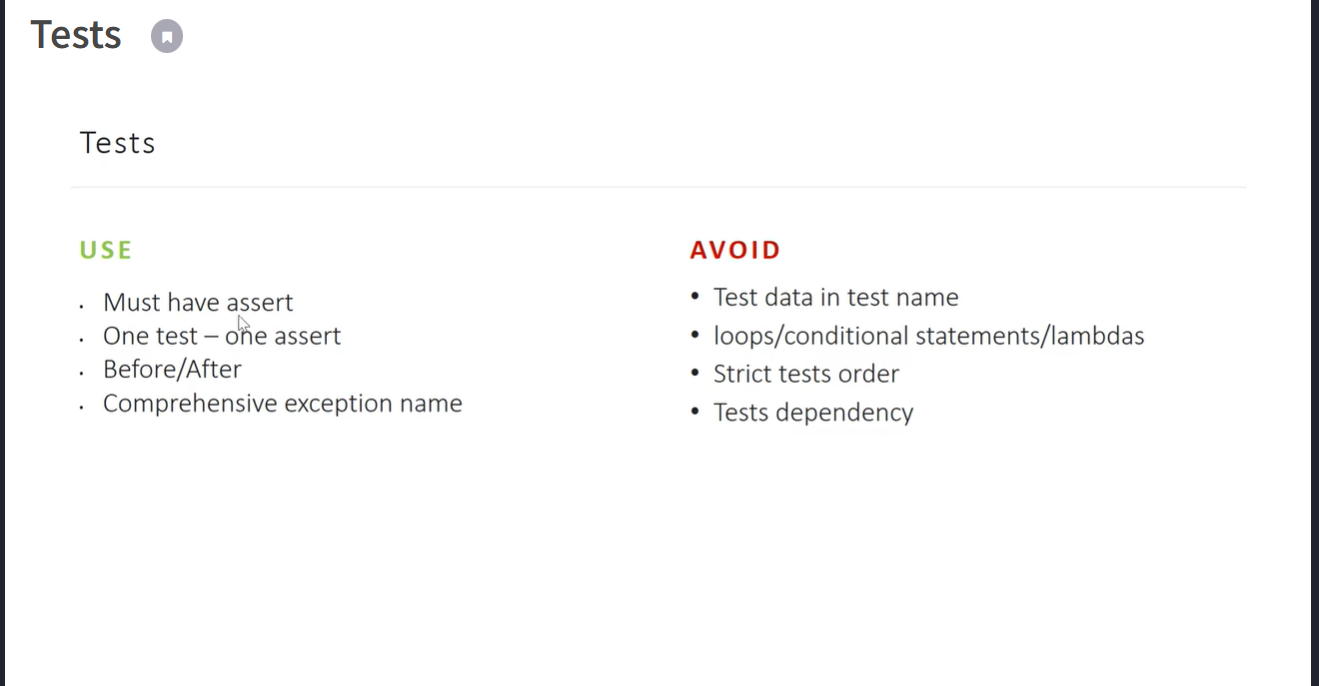 Tests
Tests
USE
· Must have assert
· One test – one assert
· Before/After
· Comprehensive exception name
AVOID
• Test data in test name
• loops/conditional statements/lambdas
• Strict tests order
• Tests dependency